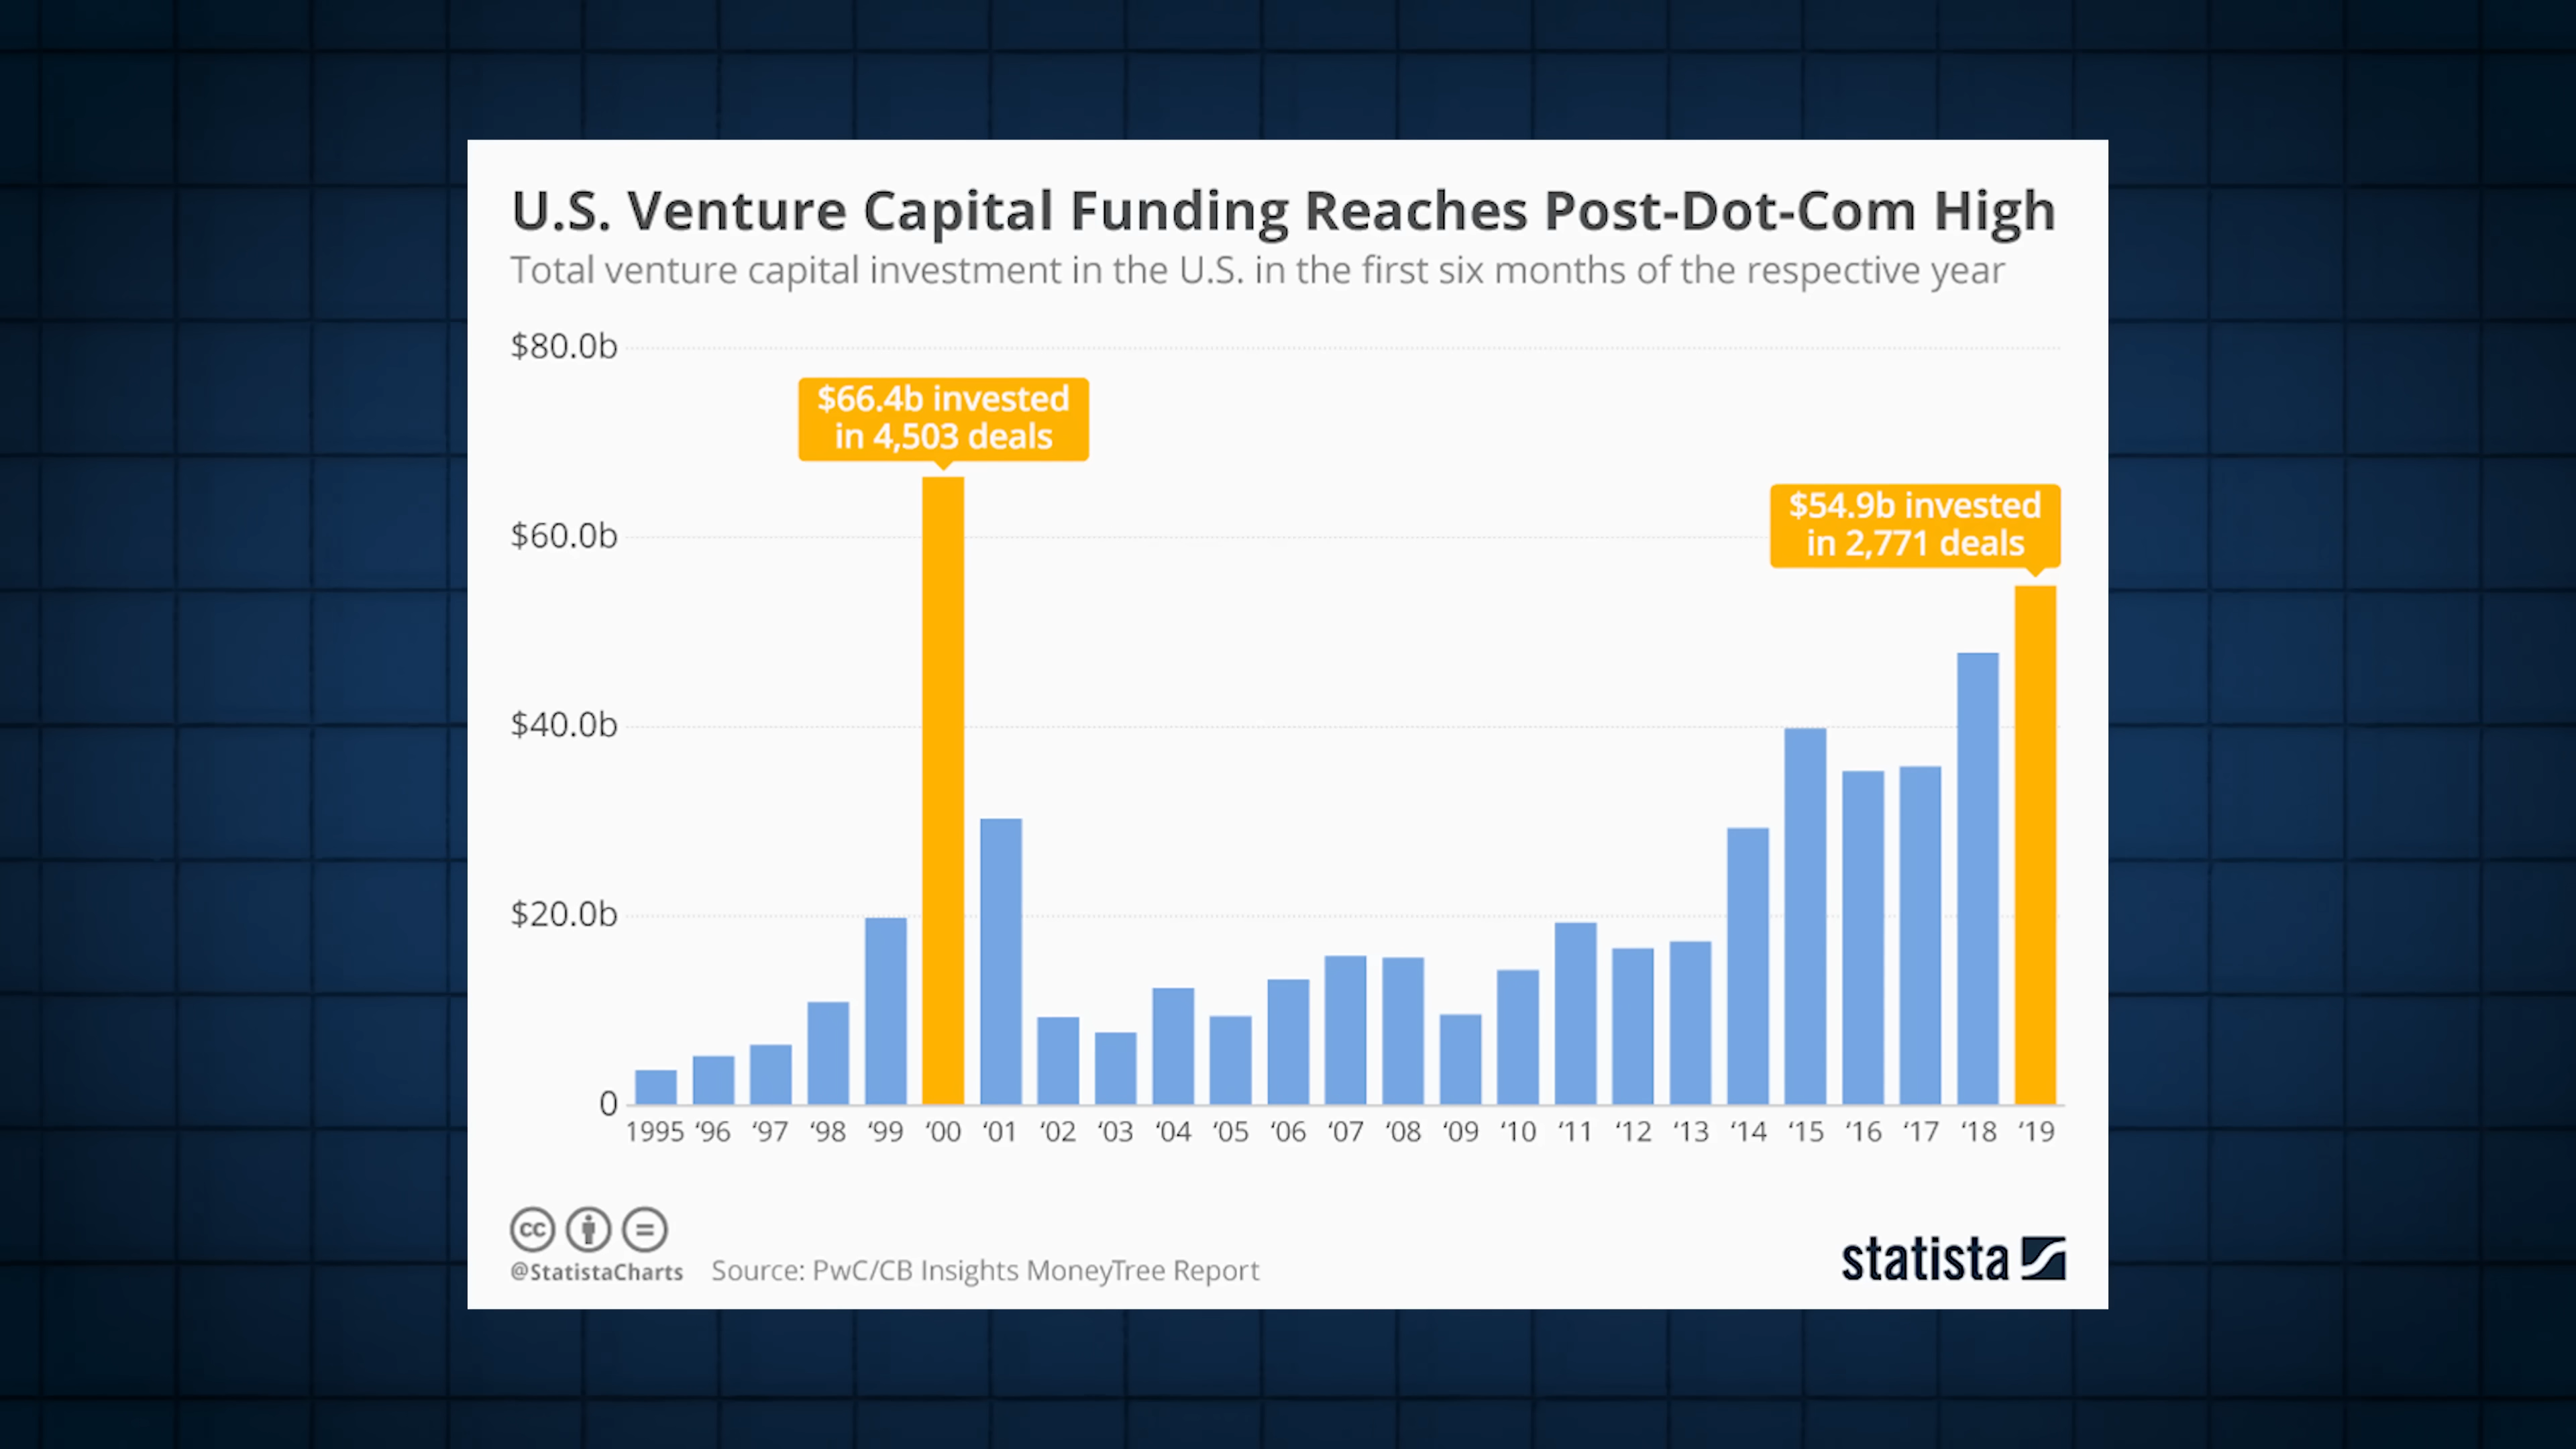 U.S. Venture Capital Funding Reaches Post-Dot-Com High
Total venture capital investment in the U.S. in the first six months of the respective year
$80.0b
$66.4b invested
in 4,503 deals
$54.9b invested
in 2,771 deals
$60.0b
$40.0b
$20.0b
0
1995 ‘96 ‘97 ‘98 ‘99 ‘00 ‘01 ‘02 ‘03 ‘04 ‘05 ‘06 ‘07 ‘08 ‘09 ‘10 ‘11 ‘12 ‘13 ‘14 ‘15 ‘16 ‘17 ‘18 ‘19
cc
@StatistaCharts Source: PwC/CB Insights MoneyTree Report
statista